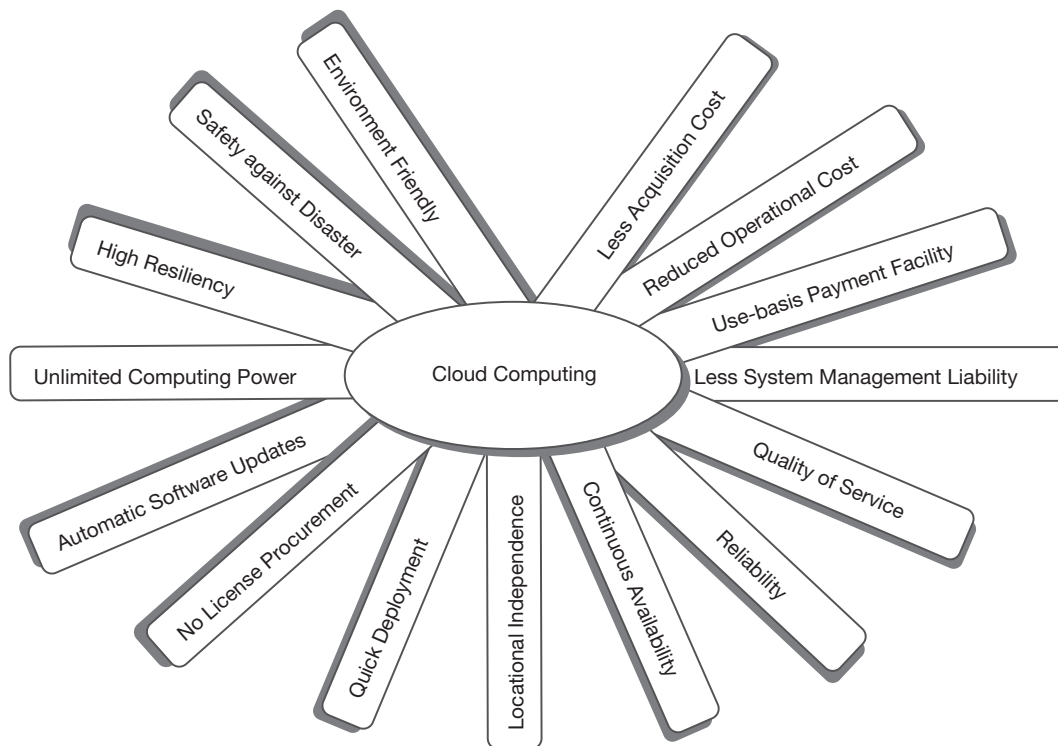 Environment Friendly
Less Acquisition Cost
Safety against Disaster
Reduced Operational Cost
High Resiliency
Use-basis Payment Facility
Unlimited Computing Power
Cloud Computing
Less System Management Liability
Automatic Software Updates
Quality of Service
No License Procurement
Reliability
Quick Deployment
Locational Independence
Continuous Availability